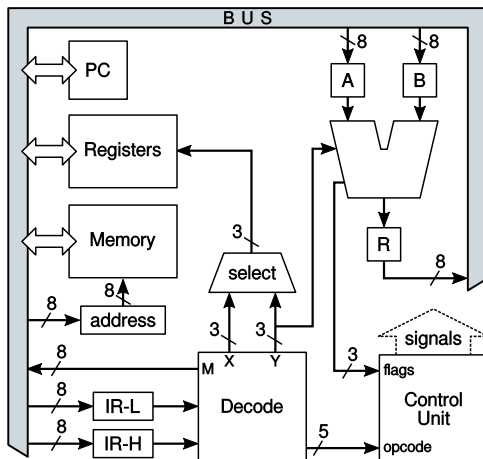 BUS
8
8
PC
A
B
Registers
3
Memory
R
8
8
select
8
address
3
3
signals
8
M
X
Y
3
flags
8
IR-L
Decode
Control
Unit
8
IR-H
5
opcode